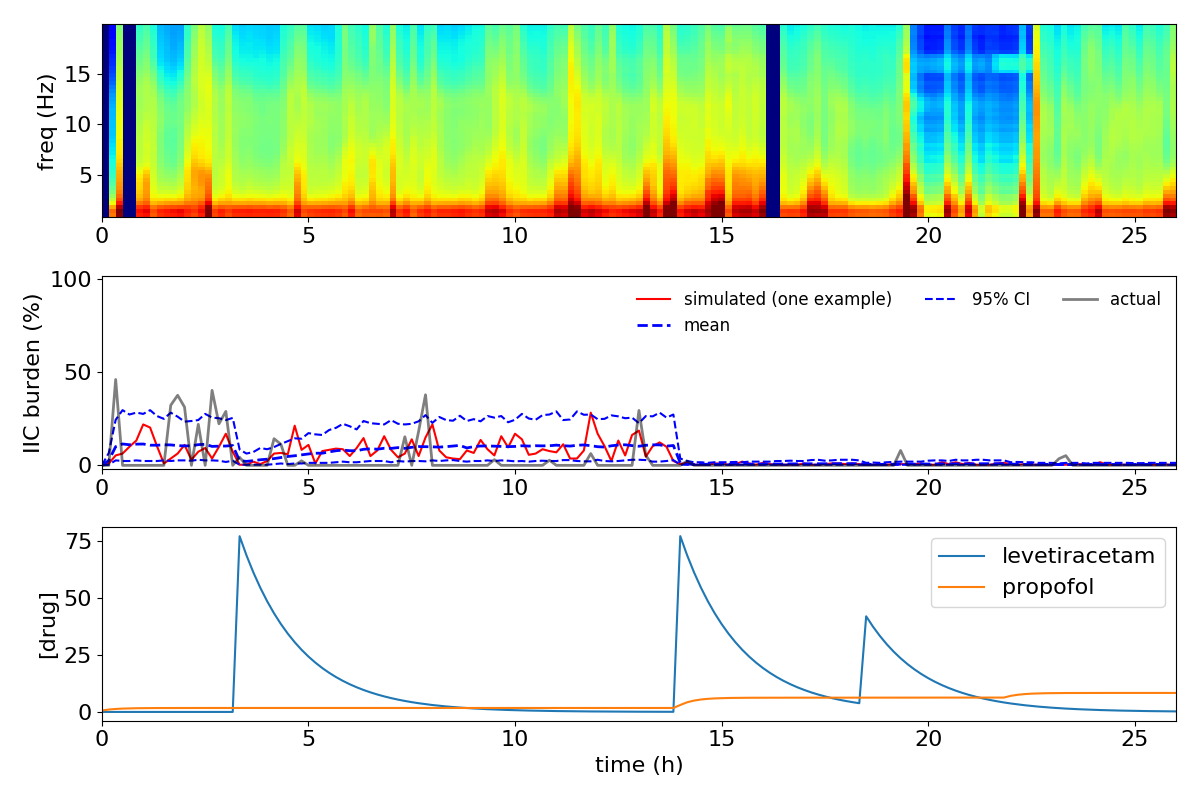 freq (Hz)
15
10
5
0 5 10 15 20 25
IIC burden (%)
100
50
0
simulated (one example) 95% CI actual
mean
0 5 10 15 20 25
[drug]
75
50
25
0
levetiracetam
propofol
0 5 10 15 20 25
time (h)